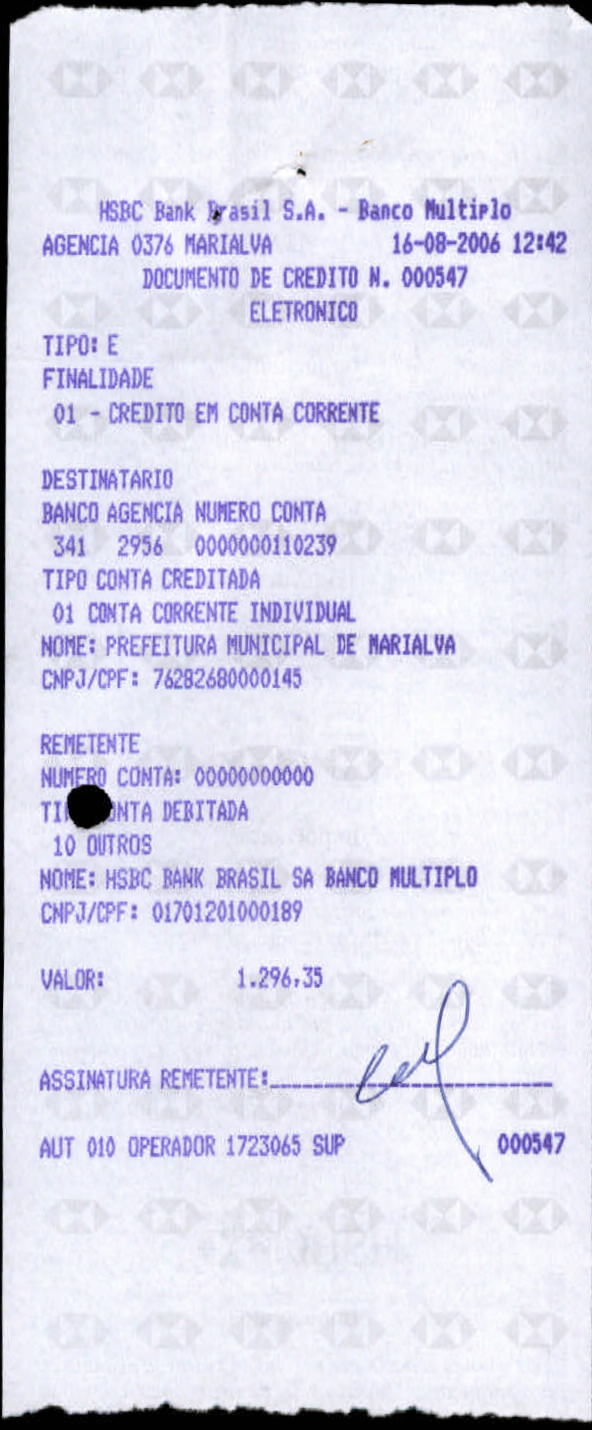 HSBC Bank Brasil S.A. - Banco Multiplo
AGENCIA 0376 MARIALVA 16-08-2006 12:42
DOCUMENTO DE CREDITO N. 000547
ELETRONICO
TIPO: E
FINALIDADE
01 - CREDITO EM CONTA CORRENTE
DESTINATARIO
BANCO AGENCIA NUMERO CONTA
341 2956 0000000110239
TIPO CONTA CREDITADA
01 CONTA CORRENTE INDIVIDUAL
NOME: PREFEITURA MUNICIPAL DE MARIALVA
CNPJ/CPF: 76282680000145
REMETENTE
NUMERO CONTA: 00000000000
DEBITADA
10 OUTROS
NOME: HSBC BANK BRASIL SA BANCO MULTIPLO
CNPJ/CPF: 01701201000189
VALOR: 1.296,35
ASSINATURA REMETENTE:
AUT 010 OPERADOR 1723065 SUP 000547